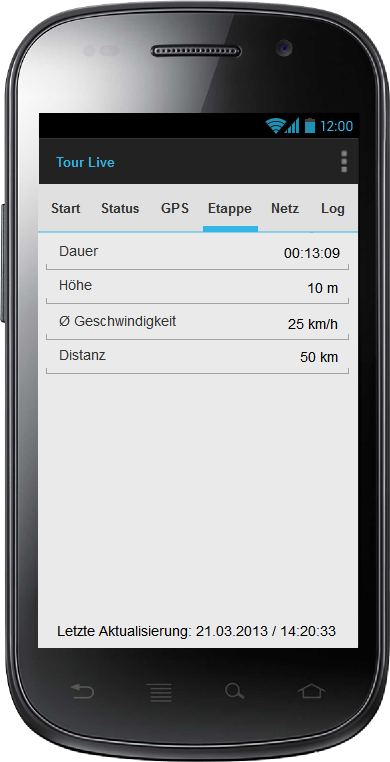 12:00
Tour Live
Start Status GPS Etappe Netz Log
Dauer 00:13:09
Höhe 10 m
Ø Geschwindigkeit 25 km/h
Distanz 50 km
Letzte Aktualisierung: 21.03.2013 / 14:20:33